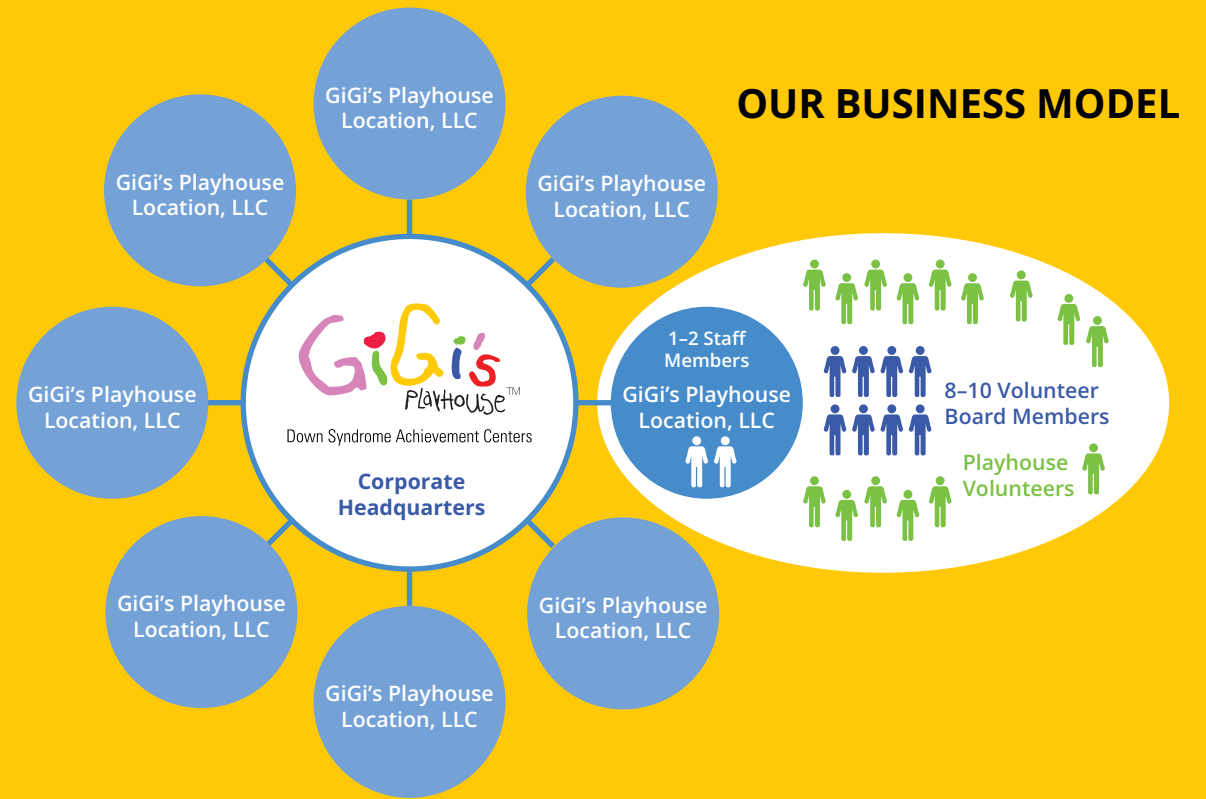 OUR BUSINESS MODEL
GiGi's Playhouse
Location, LLC
GiGi's Playhouse
Location, LLC
GiGi's Playhouse
Location, LLC
GiGi's Playhouse
Location, LLC
GiGi's
PLAYHOUSE™
Down Syndrome Achievement Centers
Corporate
Headquarters
1–2 Staff
Members
GiGi's Playhouse
Location, LLC
8–10 Volunteer
Board Members
Playhouse
Volunteers
GiGi's Playhouse
Location, LLC
GiGi's Playhouse
Location, LLC
GiGi's Playhouse
Location, LLC